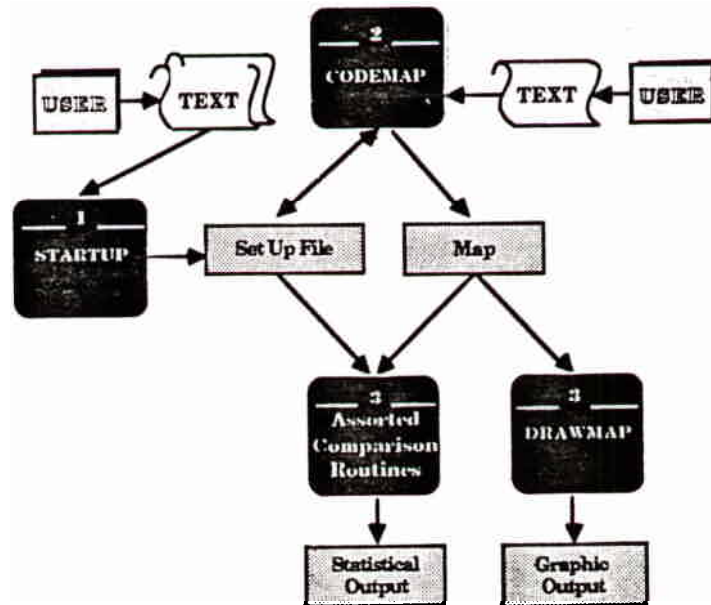 2
CODEMAP
USER
TEXT
TEXT
USER
1
STARTUP
Set Up File
Map
3
Assorted
Comparison
Routines
3
DRAWMAP
Statistical
Output
Graphic
Output